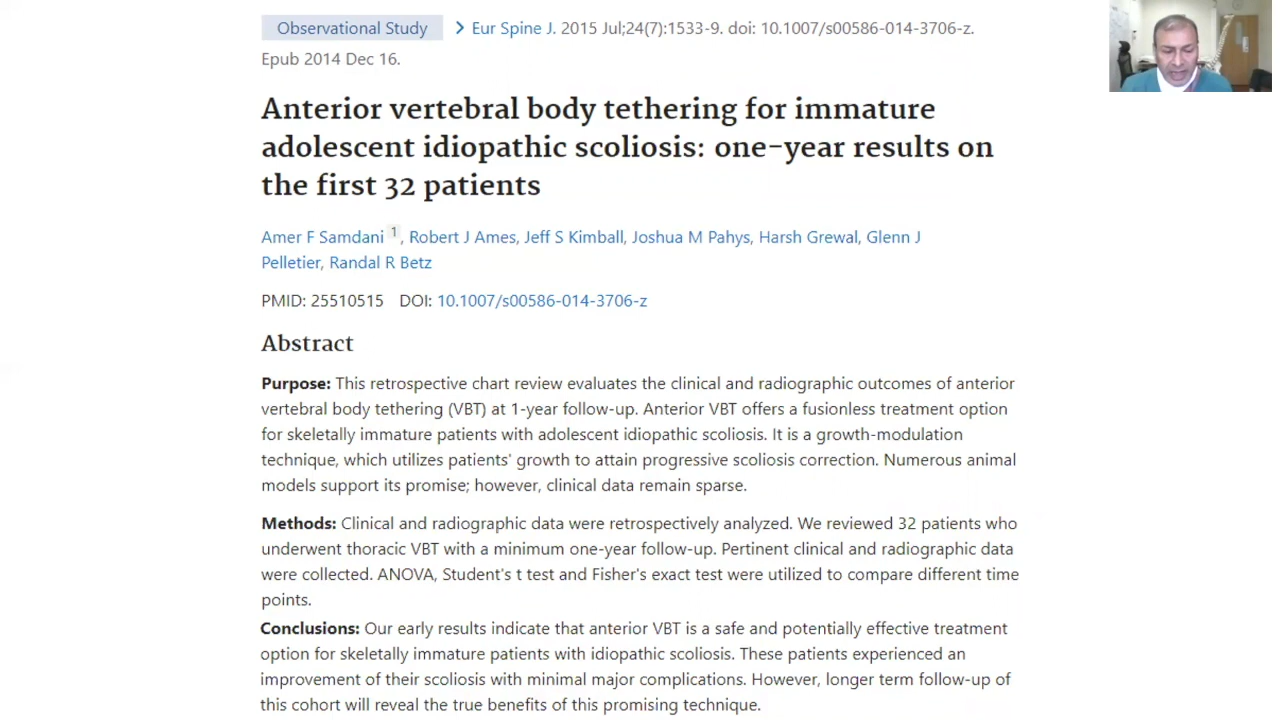 Observational Study > Eur Spine J. 2015 Jul;24(7):1533-9. doi: 10.1007/s00586-014-3706-z.
Epub 2014 Dec 16.
Anterior vertebral body tethering for immature
adolescent idiopathic scoliosis: one-year results on
the first 32 patients
Amer F Samdani 1, Robert J Ames, Jeff S Kimball, Joshua M Pahys, Harsh Grewal, Glenn J
Pelletier, Randal R Betz
PMID: 25510515 DOI: 10.1007/s00586-014-3706-z
Abstract
Purpose: This retrospective chart review evaluates the clinical and radiographic outcomes of anterior
vertebral body tethering (VBT) at 1-year follow-up. Anterior VBT offers a fusionless treatment option
for skeletally immature patients with adolescent idiopathic scoliosis. It is a growth-modulation
technique, which utilizes patients' growth to attain progressive scoliosis correction. Numerous animal
models support its promise; however, clinical data remain sparse.
Methods: Clinical and radiographic data were retrospectively analyzed. We reviewed 32 patients who
underwent thoracic VBT with a minimum one-year follow-up. Pertinent clinical and radiographic data
were collected. ANOVA, Student's t test and Fisher's exact test were utilized to compare different time
points.
Conclusions: Our early results indicate that anterior VBT is a safe and potentially effective treatment
option for skeletally immature patients with idiopathic scoliosis. These patients experienced an
improvement of their scoliosis with minimal major complications. However, longer term follow-up of
this cohort will reveal the true benefits of this promising technique.